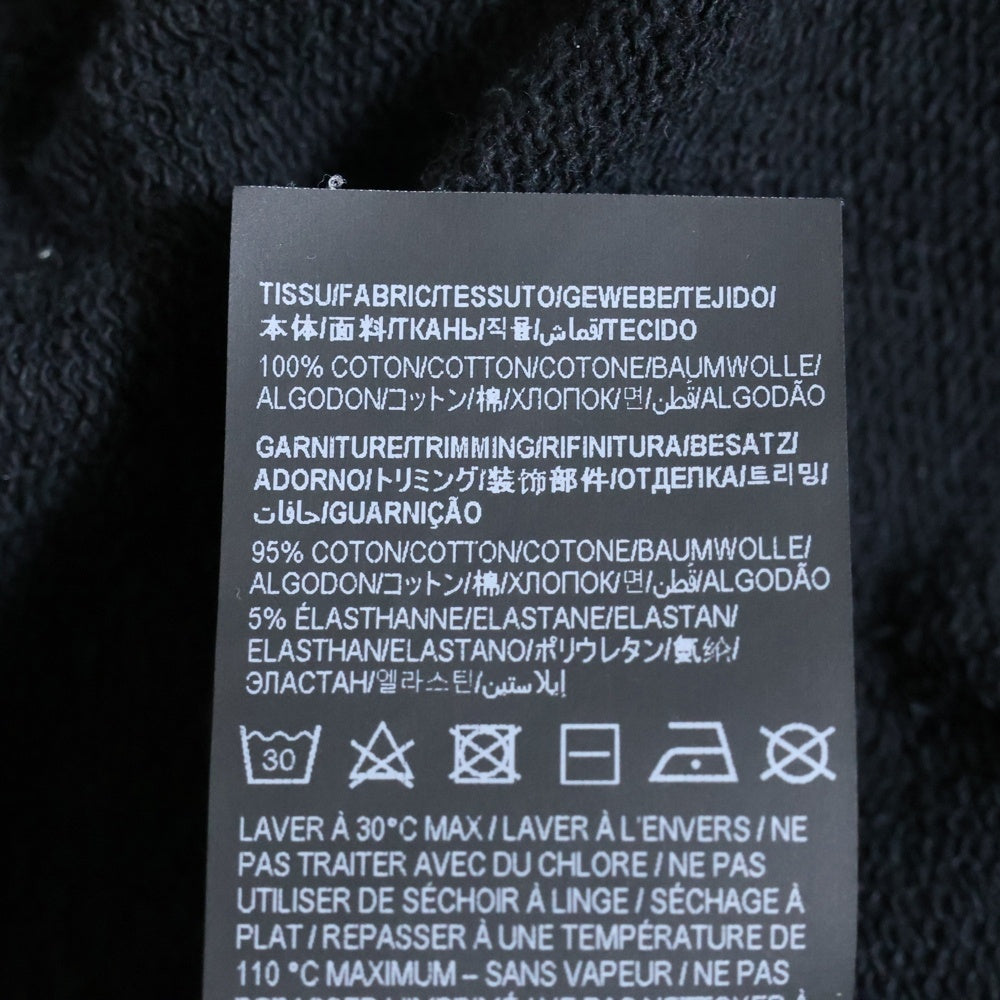 TISSU/FABRIC/TESSUTO/GEWEBE/TEJIDO/
本体/面料/ТКАНЬ/직물/قماش/TECIDO
100% COTON/COTTON/COTONE/BAUMWOLLE/
ALGODON/コットン/棉/ХЛОПОК/면/قطن/ALGODÃO
GARNITURE/TRIMMING/RIFINITURA/BESATZ/
ADORNO/トリミング/装饰部件/ОТДЕПКА/트리밍/
حافات/GUARNIÇÃO
95% COTON/COTTON/COTONE/BAUMWOLLE/
ALGODON/コットン/棉/ХЛОПОК/면/قطن/ALGODÃO
5% ÉLASTHANNE/ELASTANE/ELASTAN/
ELASTHAN/ELASTANO/ポリウレタン/氨纶/
ЭЛАСТАН/엘라스틴/إيلاستين
30
LAVER À 30°C MAX / LAVER À L'ENVERS / NE
PAS TRAITER AVEC DU CHLORE / NE PAS
UTILISER DE SÉCHOIR À LINGE / SÉCHAGE À
PLAT / REPASSER À UNE TEMPÉRATURE DE
110 °C MAXIMUM – SANS VAPEUR / NE PAS